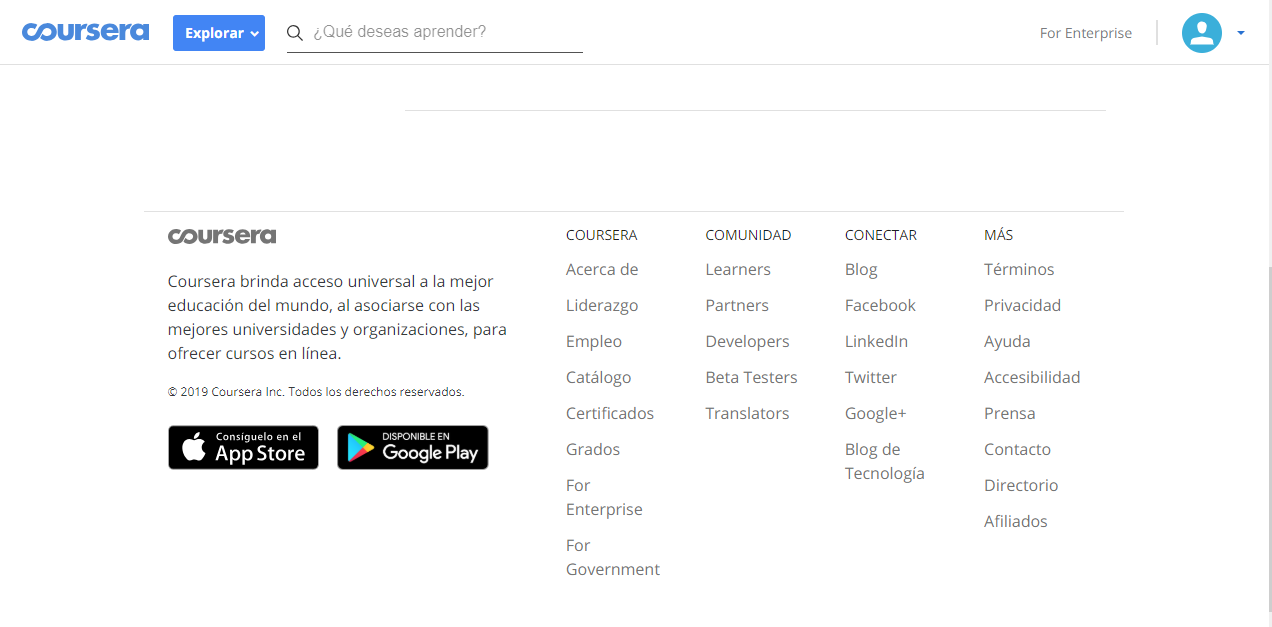 coursera
Explorar
¿Qué deseas aprender?
For Enterprise
coursera
Coursera brinda acceso universal a la mejor
educación del mundo, al asociarse con las
mejores universidades y organizaciones, para
ofrecer cursos en línea.
© 2019 Coursera Inc. Todos los derechos reservados.
Consíguelo en el
App Store
DISPONIBLE EN
Google Play
COURSERA
Acerca de
Liderazgo
Empleo
Catálogo
Certificados
Grados
For
Enterprise
For
Government
COMUNIDAD
Learners
Partners
Developers
Beta Testers
Translators
CONECTAR
Blog
Facebook
LinkedIn
Twitter
Google+
Blog de
Tecnología
MÁS
Términos
Privacidad
Ayuda
Accesibilidad
Prensa
Contacto
Directorio
Afiliados